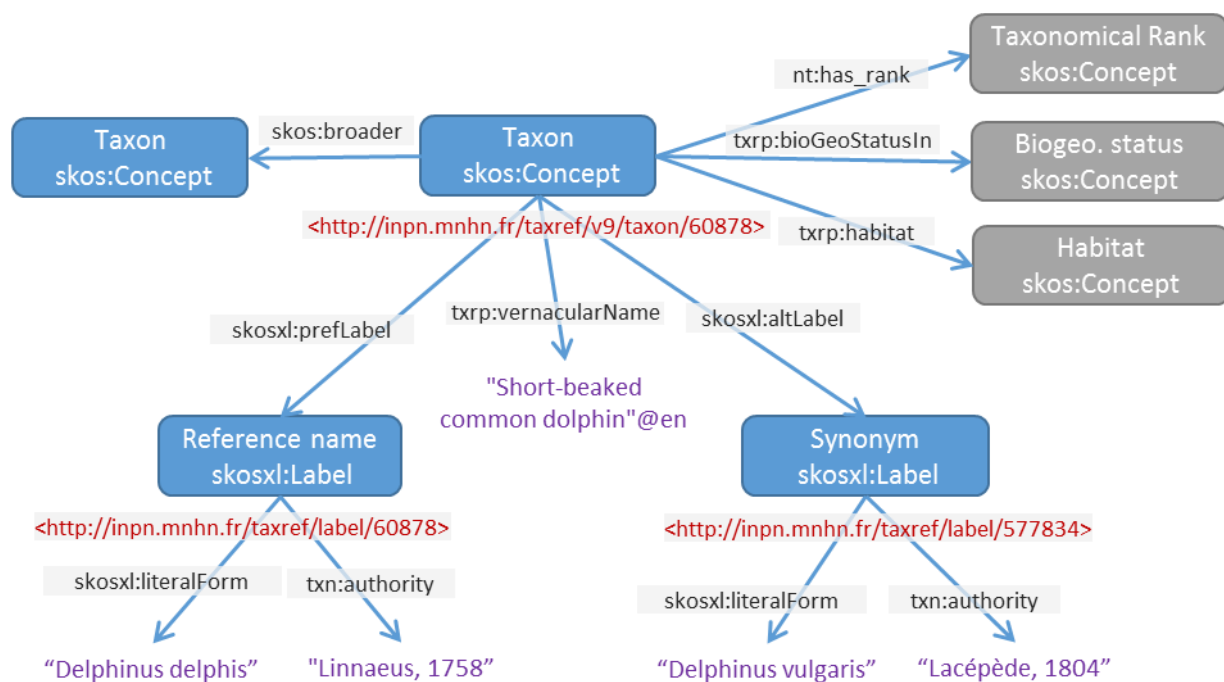 Taxonomical Rank
skos:Concept
nt:has_rank
Taxon
skos:Concept
skos:broader
Taxon
skos:Concept
txrp:bioGeoStatusIn
Biogeo. status
skos:Concept
<http://inpn.mnhn.fr/taxref/v9/taxon/60878>
txrp:habitat
Habitat
skos:Concept
skosxl:prefLabel
txrp:vernacularName
skosxl:altLabel
"Short-beaked
common dolphin"@en
Reference name
skosxl:Label
Synonym
skosxl:Label
<http://inpn.mnhn.fr/taxref/label/60878>
<http://inpn.mnhn.fr/taxref/label/577834>
skosxl:literalForm
txn:authority
skosxl:literalForm
txn:authority
“Delphinus delphis”
"Linnaeus, 1758”
“Delphinus vulgaris”
“Lacépède, 1804”